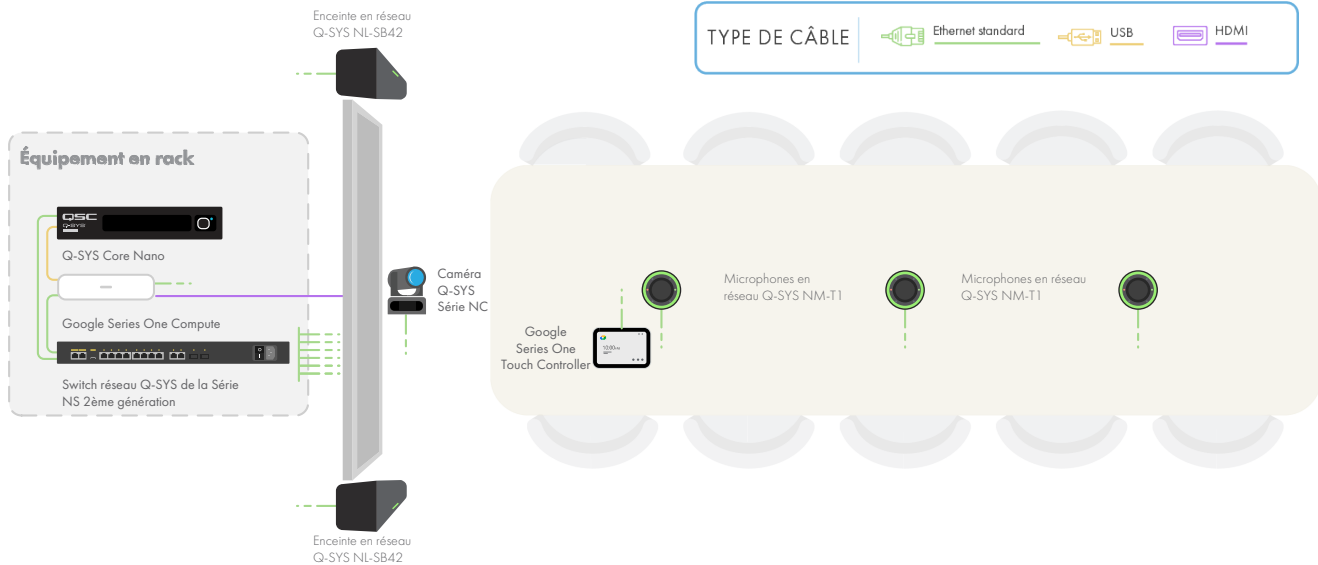 Enceinte en réseau
Q-SYS NL-SB42
TYPE DE CÂBLE
Ethernet standard
USB
HDMI
Équipement en rack
QSC
Q-SYS
Q-SYS Core Nano
Google Series One Compute
Switch réseau Q-SYS de la Série
NS 2ème génération
Caméra
Q-SYS
Série NC
Microphones en
réseau Q-SYS NM-T1
Microphones en réseau
Q-SYS NM-T1
Google
Series One
Touch Controller
10:00
Enceinte en réseau
Q-SYS NL-SB42